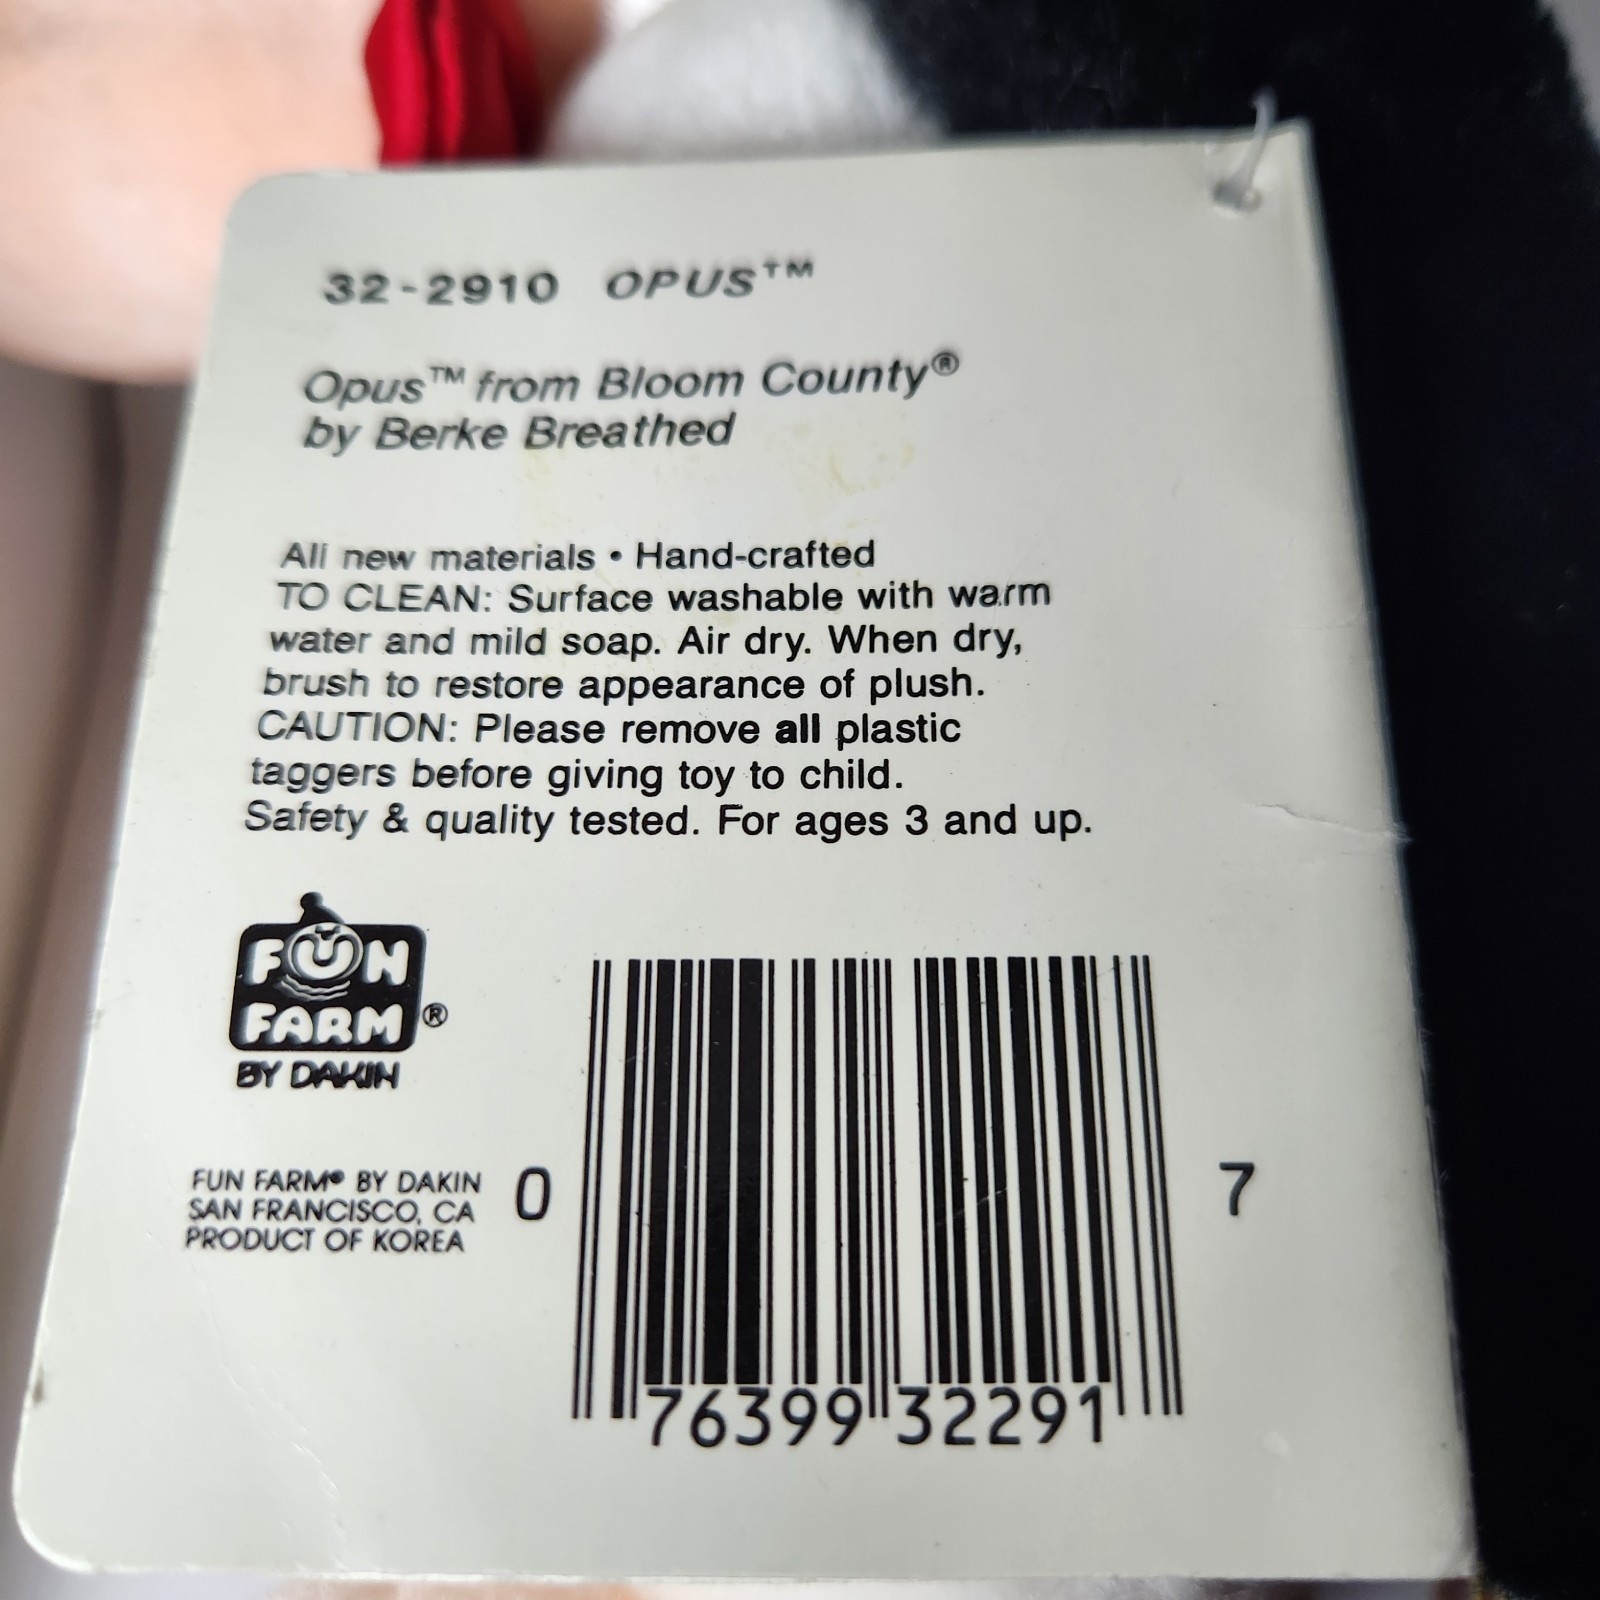 32-2910 OPUS™
Opus™ from Bloom County®
by Berke Breathed
All new materials • Hand-crafted
TO CLEAN: Surface washable with warm
water and mild soap. Air dry. When dry,
brush to restore appearance of plush.
CAUTION: Please remove all plastic
taggers before giving toy to child.
Safety & quality tested. For ages 3 and up.
FUN
FARM®
BY DAKIN
FUN FARM® BY DAKIN
SAN FRANCISCO, CA
PRODUCT OF KOREA
0 76399 32291 7